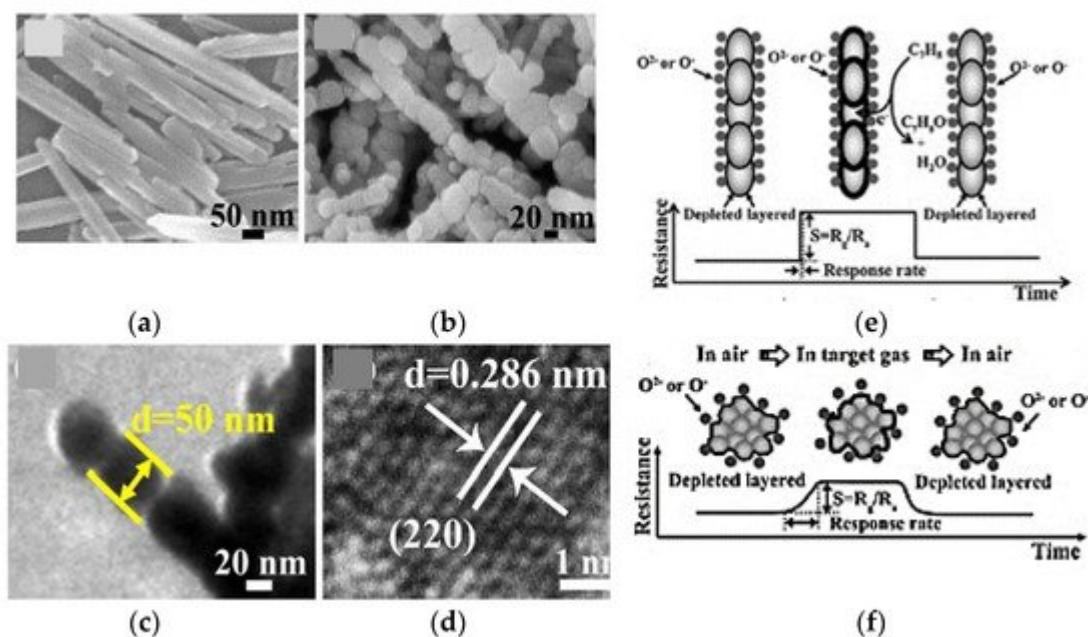 50 nm
(a)
20 nm
(b)
O²⁻ or O⁻
O²⁻ or O⁻
C₇H₈
O²⁻ or O⁻
e⁻
C₇H₈O
+
H₂O
Depleted layered
Depleted layered
S=Rg/Ra
Response rate
Resistance
Time
(e)
d=50 nm
20 nm
(c)
d=0.286 nm
(220)
1 nm
(d)
In air
In target gas
In air
O²⁻ or O⁻
O²⁻ or O⁻
Depleted layered
Depleted layered
S=Rg/Ra
Response rate
Resistance
Time
(f)